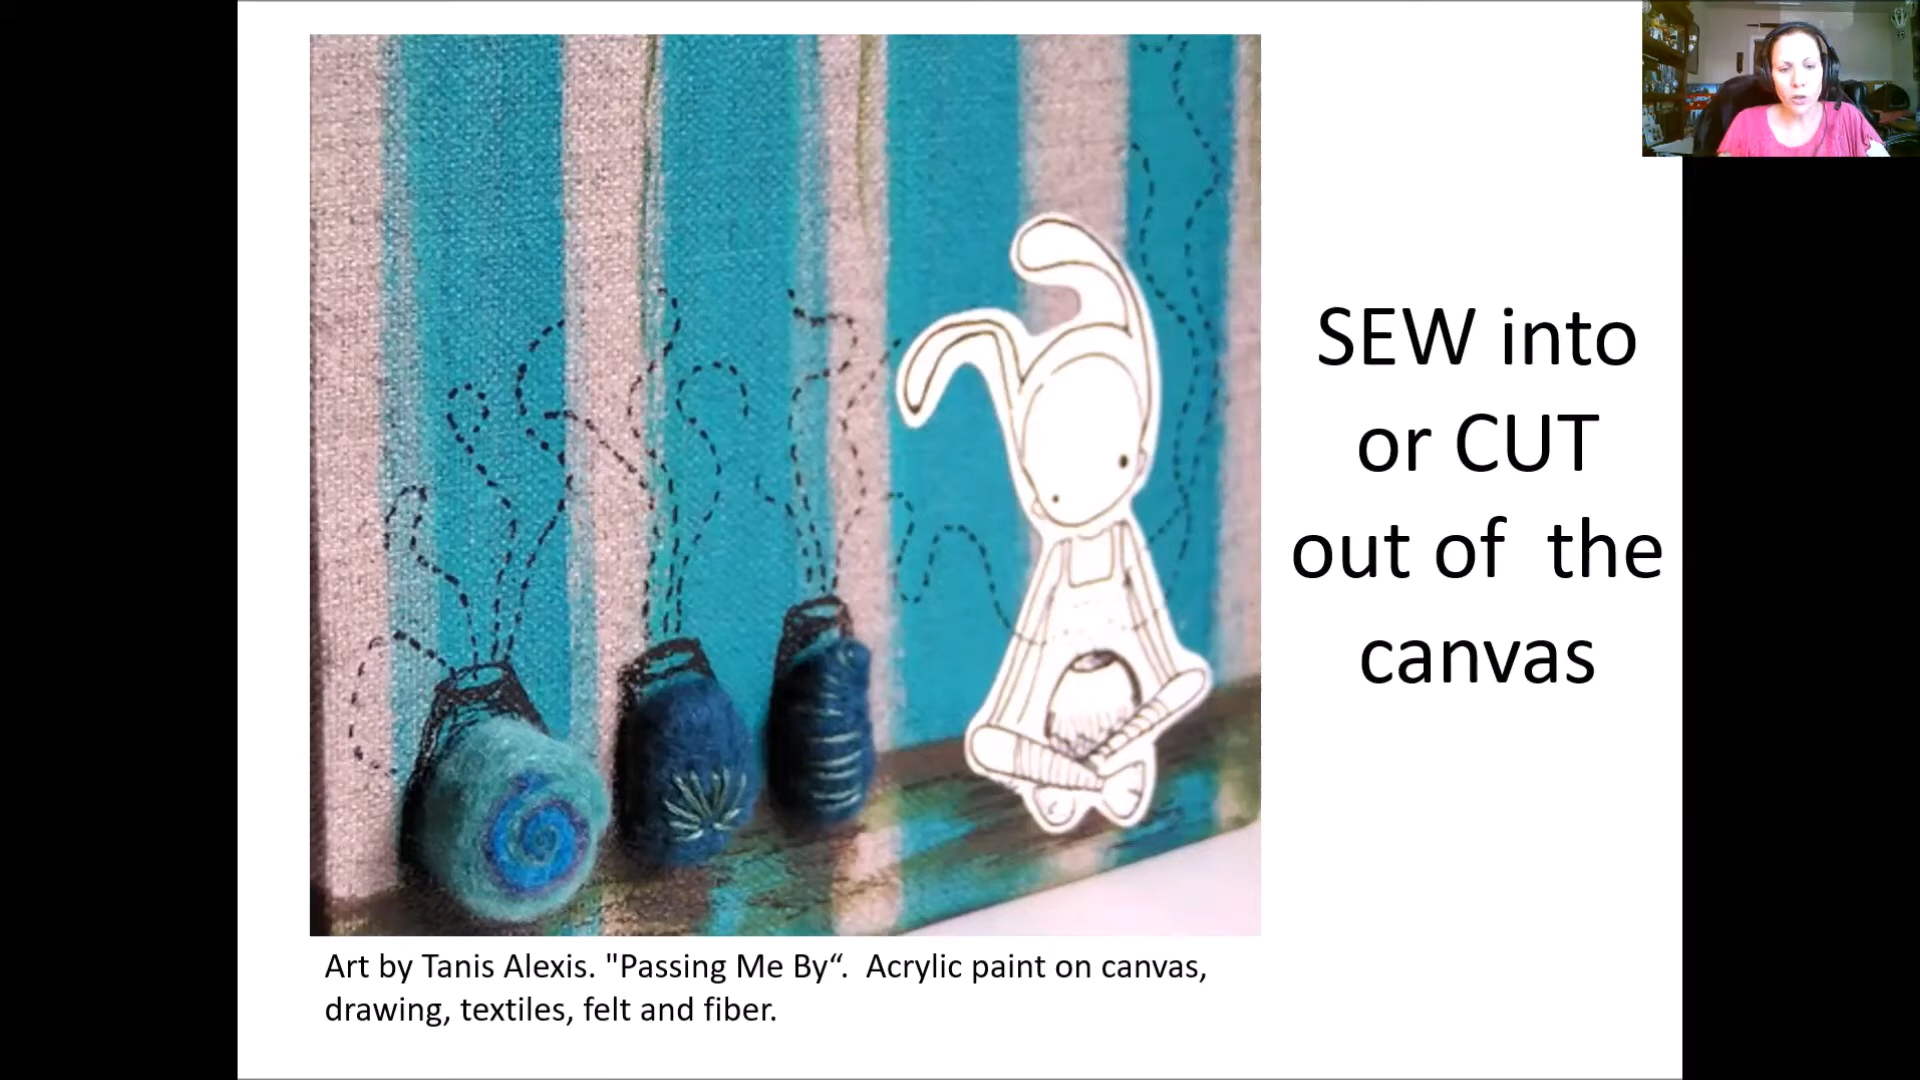 SEW into
or CUT
out of  the
canvas
Art by Tanis Alexis. "Passing Me By“.  Acrylic paint on canvas,
drawing, textiles, felt and fiber.